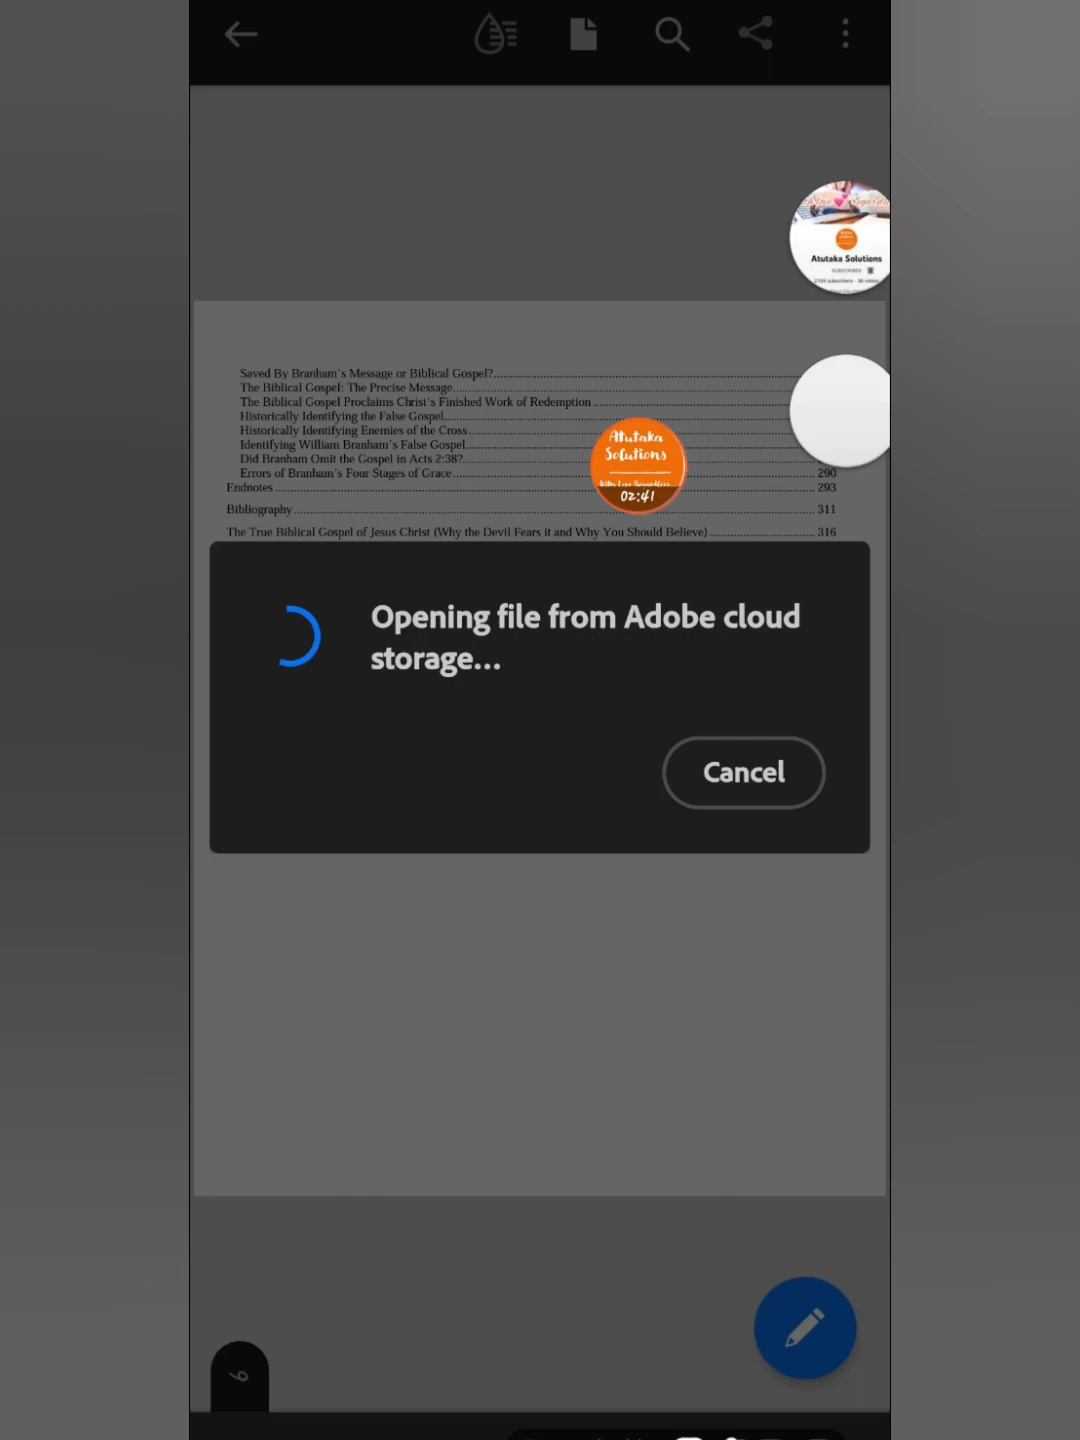 Atutaka Solutions
Saved By Branham's Message or Biblical Gospel?
The Biblical Gospel: The Precise Message
The Biblical Gospel Proclaims Christ's Finished Work of Redemption
Historically Identifying the False Gospel
Historically Identifying Enemies of the Cross
Identifying William Branham's False Gospel
Did Branham Omit the Gospel in Acts 2:38?
Errors of Branham's Four Stages of Grace 290
Endnotes 293
Bibliography 311
The True Biblical Gospel of Jesus Christ (Why the Devil Fears it and Why You Should Believe) 316
Atutaka
Solutions
02:41
Opening file from Adobe cloud
storage...
Cancel